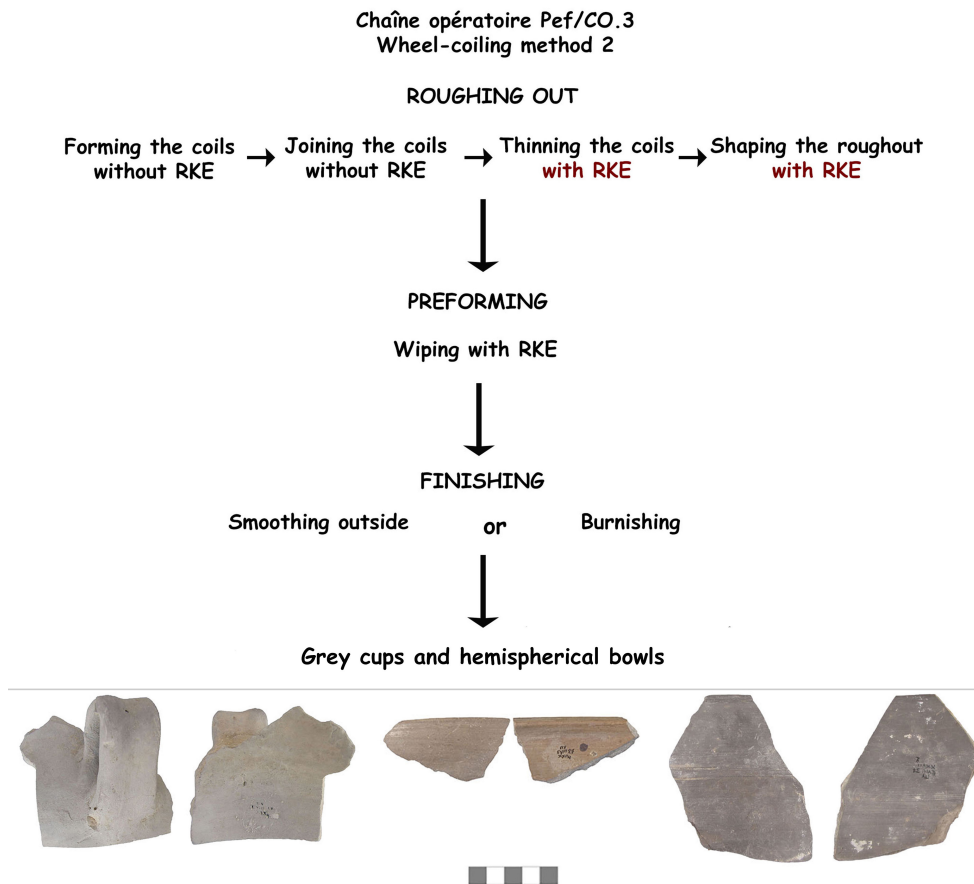 Chaîne opératoire Pef/CO.3
Wheel-coiling method 2
ROUGHING OUT
Forming the coils without RKE → Joining the coils without RKE → Thinning the coils with RKE → Shaping the roughout with RKE
PREFORMING
Wiping with RKE
FINISHING
Smoothing outside or Burnishing
Grey cups and hemispherical bowls